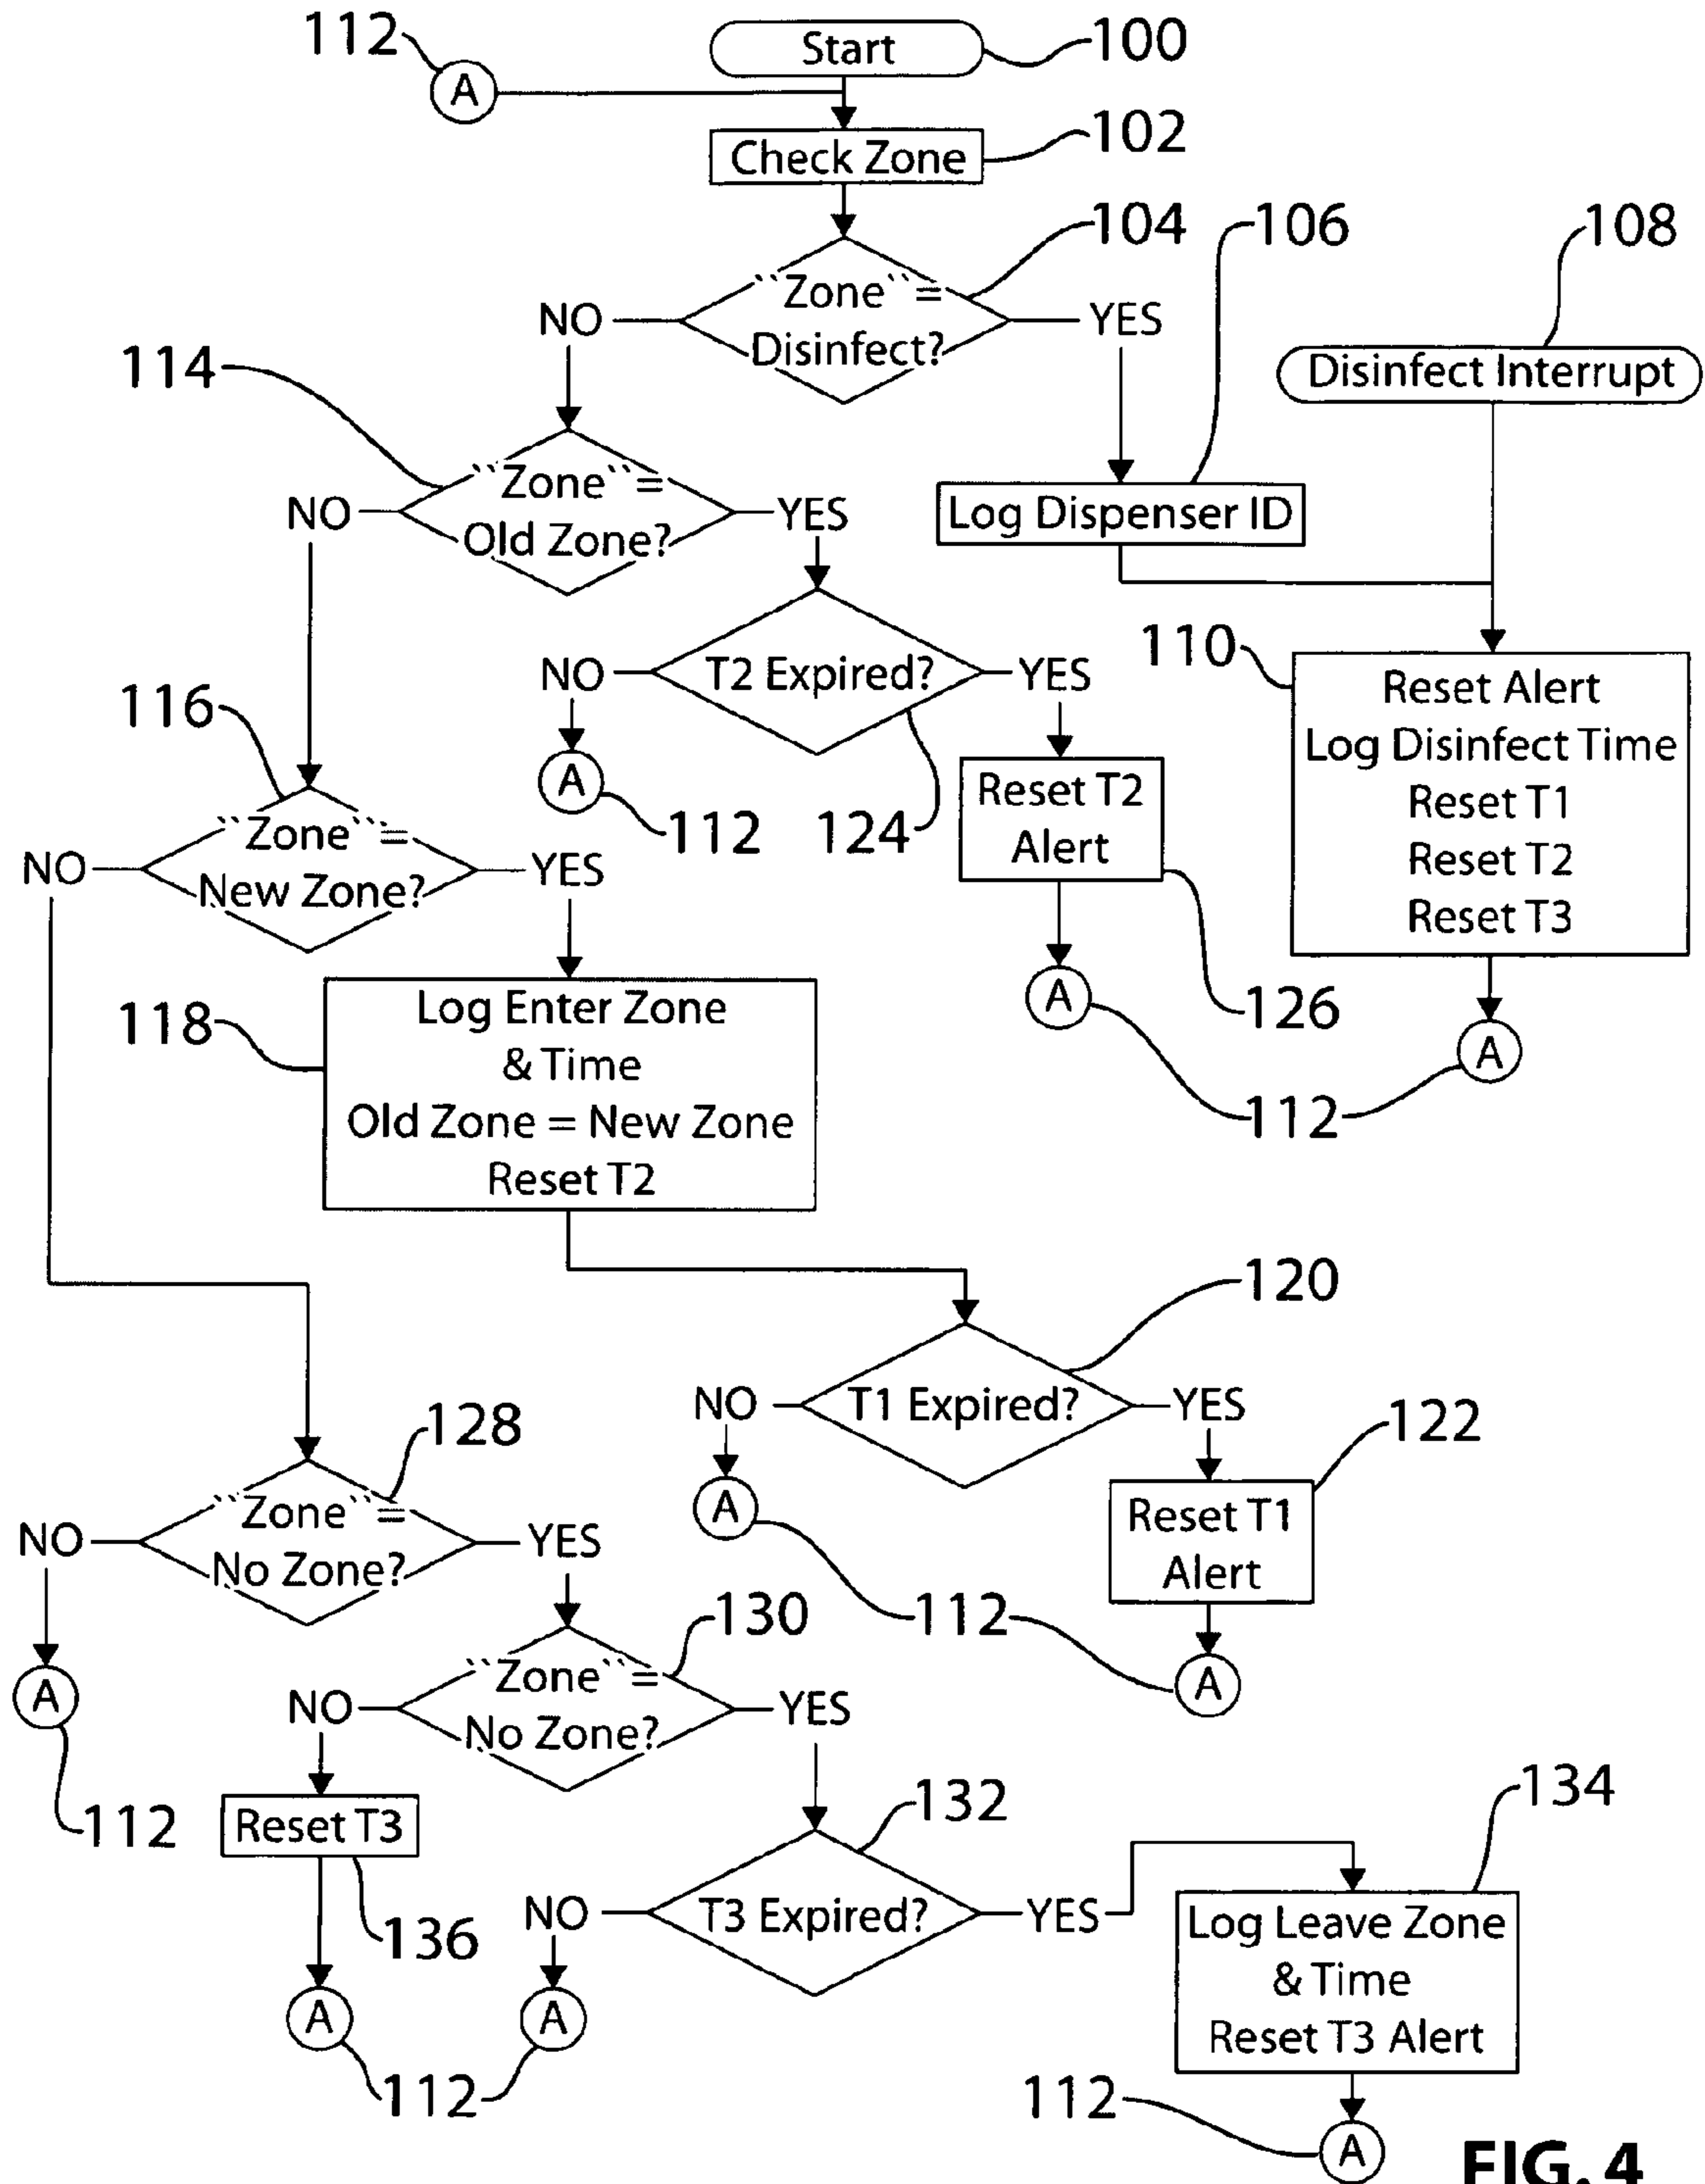 112
A
Start
100
Check Zone
102
104
106
108
``Zone``=
Disinfect?
NO
YES
Disinfect Interrupt
114
``Zone``=
Old Zone?
NO
YES
Log Dispenser ID
T2 Expired?
NO
YES
110
Reset Alert
Log Disinfect Time
Reset T1
Reset T2
Reset T3
116
A
112
124
Reset T2
Alert
``Zone``=
New Zone?
NO
YES
118
Log Enter Zone
& Time
Old Zone = New Zone
Reset T2
A
126
A
112
120
T1 Expired?
NO
YES
122
128
A
Reset T1
Alert
``Zone``=
No Zone?
NO
YES
112
A
130
``Zone``=
No Zone?
NO
YES
A
112
Reset T3
132
134
136
T3 Expired?
NO
YES
Log Leave Zone
& Time
Reset T3 Alert
A
A
112
112
A
FIG. 4